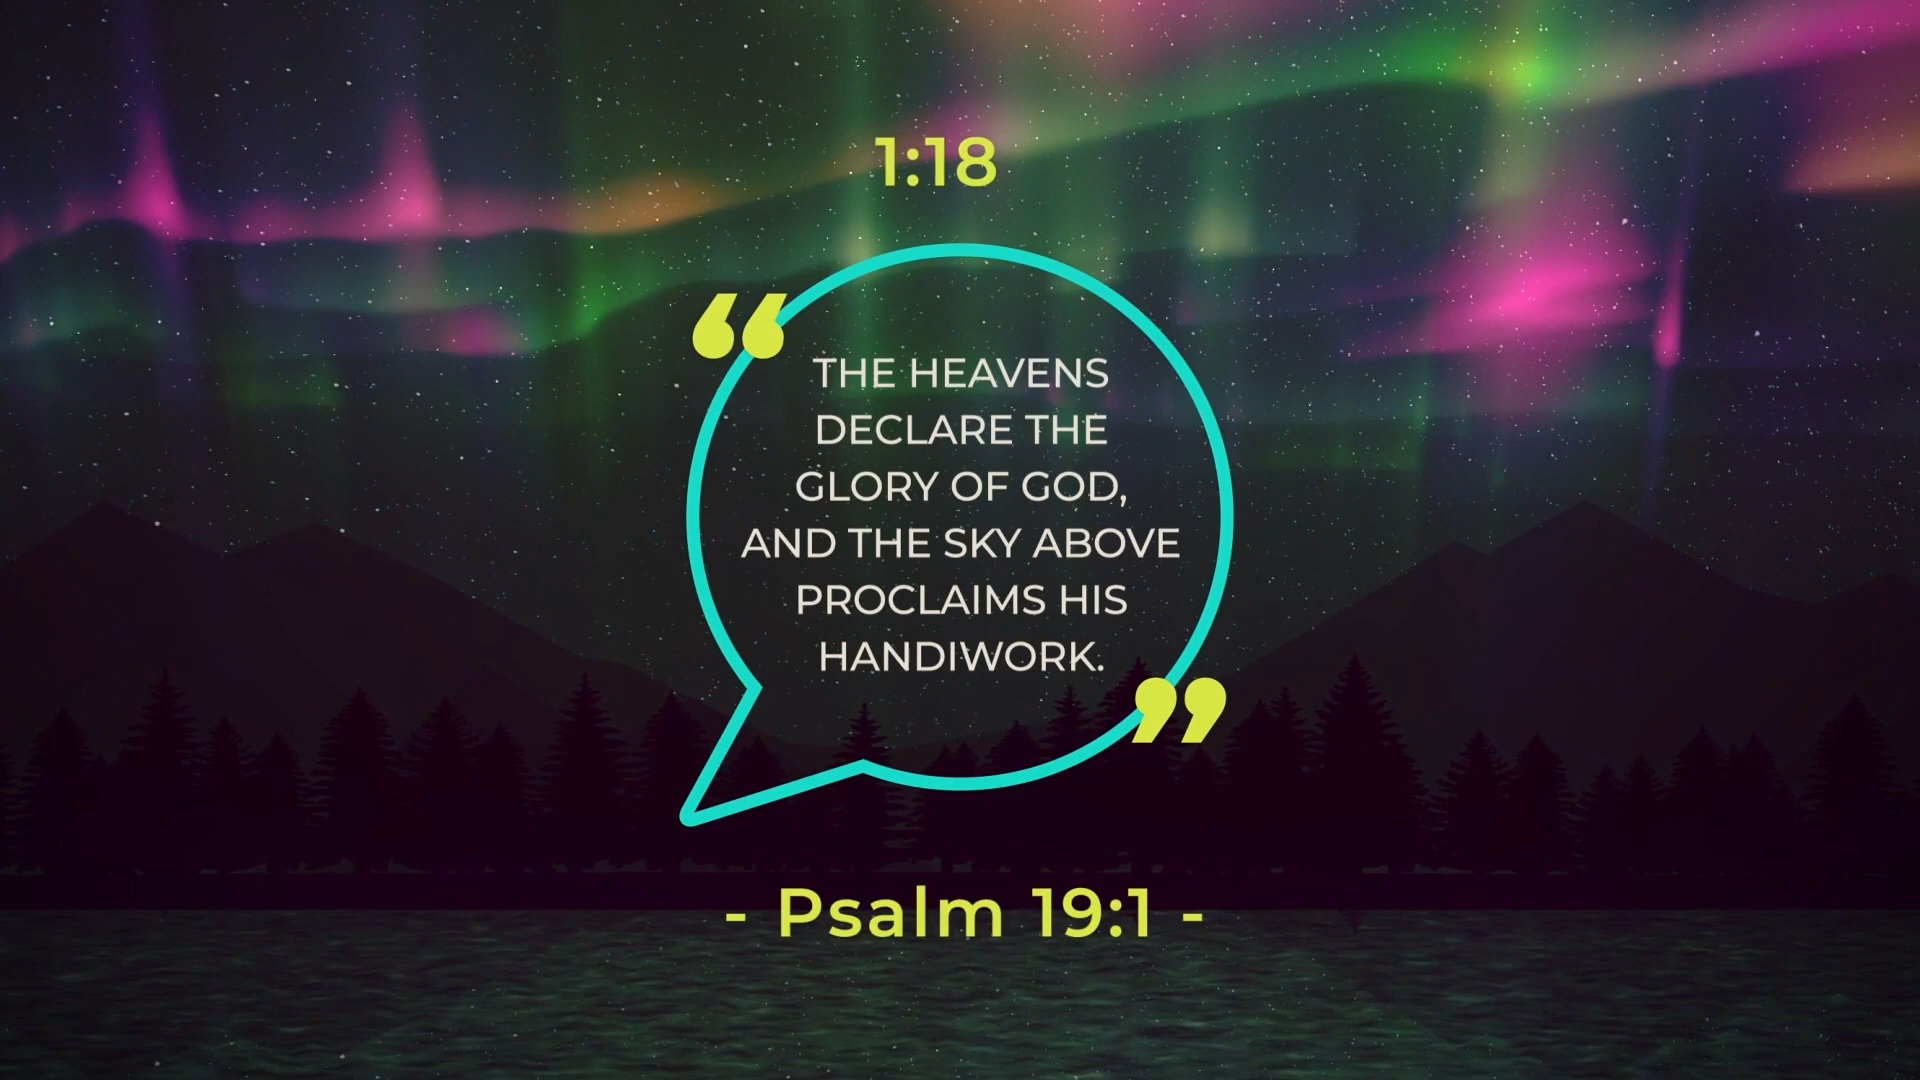 1:18
“
THE HEAVENS
DECLARE THE
GLORY OF GOD,
AND THE SKY ABOVE
PROCLAIMS HIS
HANDIWORK.
”
- Psalm 19:1 -